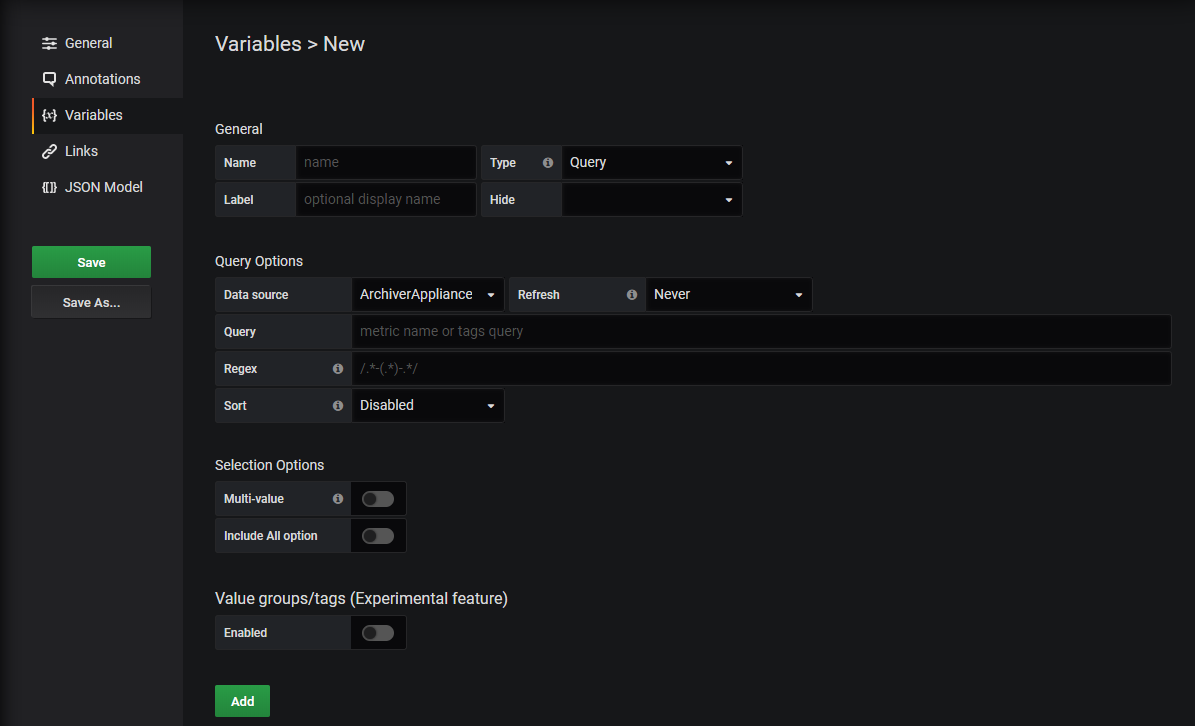 General
Annotations
Variables
Links
JSON Model
Save
Save As...
Variables > New
General
Name name Type Query
Label optional display name Hide
Query Options
Data source ArchiverAppliance Refresh Never
Query metric name or tags query
Regex /.*-(.*)-.*/
Sort Disabled
Selection Options
Multi-value
Include All option
Value groups/tags (Experimental feature)
Enabled
Add